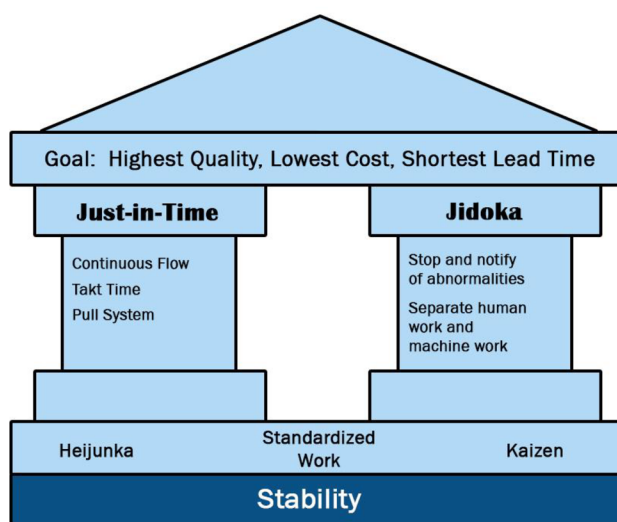 Goal: Highest Quality, Lowest Cost, Shortest Lead Time
Just-in-Time
Continuous Flow
Takt Time
Pull System
Jidoka
Stop and notify
of abnormalities
Separate human
work and
machine work
Heijunka
Standardized
Work
Kaizen
Stability